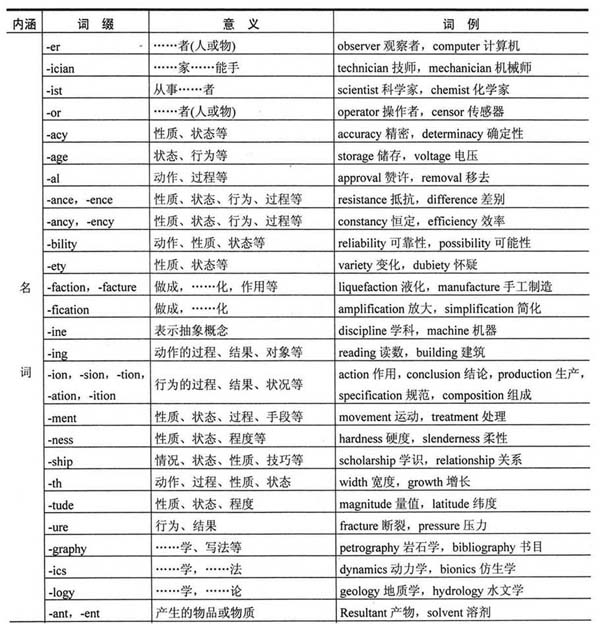 内涵 词缀 意义 词例
-er ……者(人或物) observer 观察者，computer 计算机
-ician ……家……能手 technician 技师，mechanician 机械师
-ist 从事……者 scientist 科学家，chemist 化学家
-or ……者(人或物) operator 操作者，censor 传感器
-acy 性质、状态等 accuracy 精密，determinacy 确定性
-age 状态、行为等 storage 储存，voltage 电压
-al 动作、过程等 approval 赞许，removal 移去
-ance，-ence 性质、状态、行为、过程等 resistance 抵抗，difference 差别
-ancy，-ency 性质、状态、行为、过程等 constancy 恒定，efficiency 效率
-bility 动作、性质、状态等 reliability 可靠性，possibility 可能性
-ety 性质、状态等 variety 变化，dubiety 怀疑
-faction，-facture 做成，……化，作用等 liquefaction 液化，manufacture 手工制造
名 -fication 做成，……化 amplification 放大，simplification 简化
-ine 表示抽象概念 discipline 学科，machine 机器
-ing 动作的过程、结果、对象等 reading 读数，building 建筑
词 -ion，-sion，-tion，
-ation，-ition 行为的过程、结果、状况等 action 作用，conclusion 结论，production 生产，
specification 规范，composition 组成
-ment 性质、状态、过程、手段等 movement 运动，treatment 处理
-ness 性质、状态、程度等 hardness 硬度，slenderness 柔性
-ship 情况、状态、性质、技巧等 scholarship 学识，relationship 关系
-th 动作、过程、性质、状态 width 宽度，growth 增长
-tude 性质、状态、程度 magnitude 量值，latitude 纬度
-ure 行为、结果 fracture 断裂，pressure 压力
-graphy ……学、写法等 petrography 岩石学，bibliography 书目
-ics ……学，……法 dynamics 动力学，bionics 仿生学
-logy ……学，……论 geology 地质学，hydrology 水文学
-ant，-ent 产生的物品或物质 Resultant 产物，solvent 溶剂